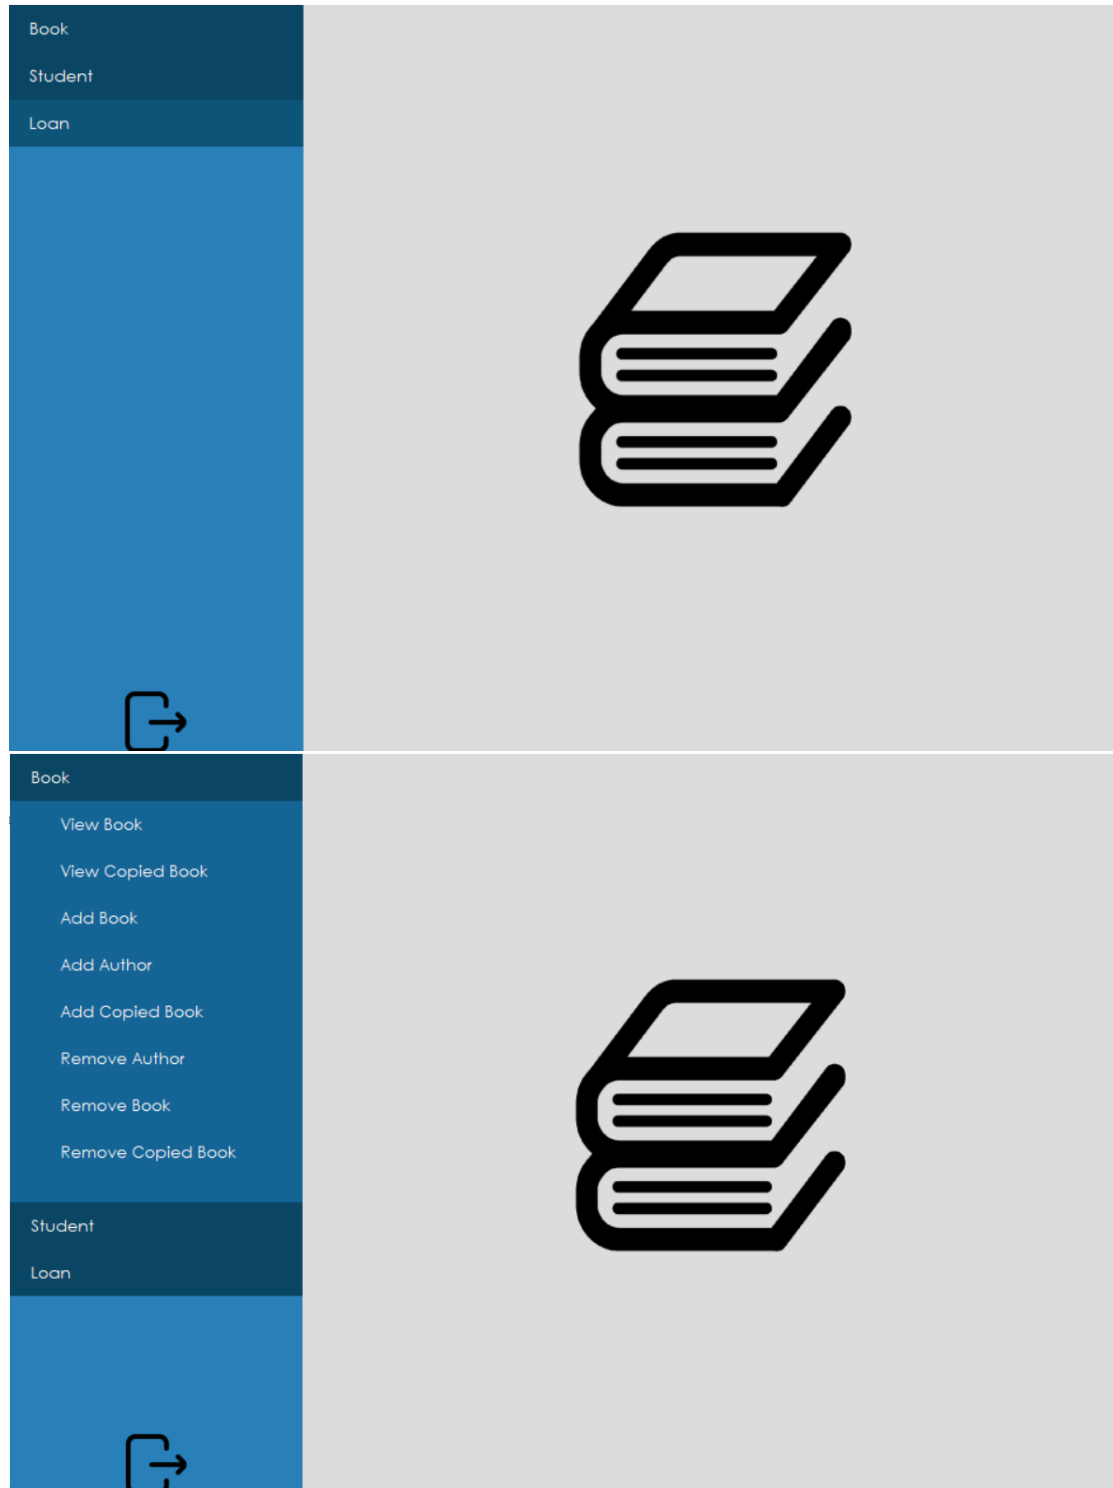 Book
Student
Loan
Book
View Book
View Copied Book
Add Book
Add Author
Add Copied Book
Remove Author
Remove Book
Remove Copied Book
Student
Loan